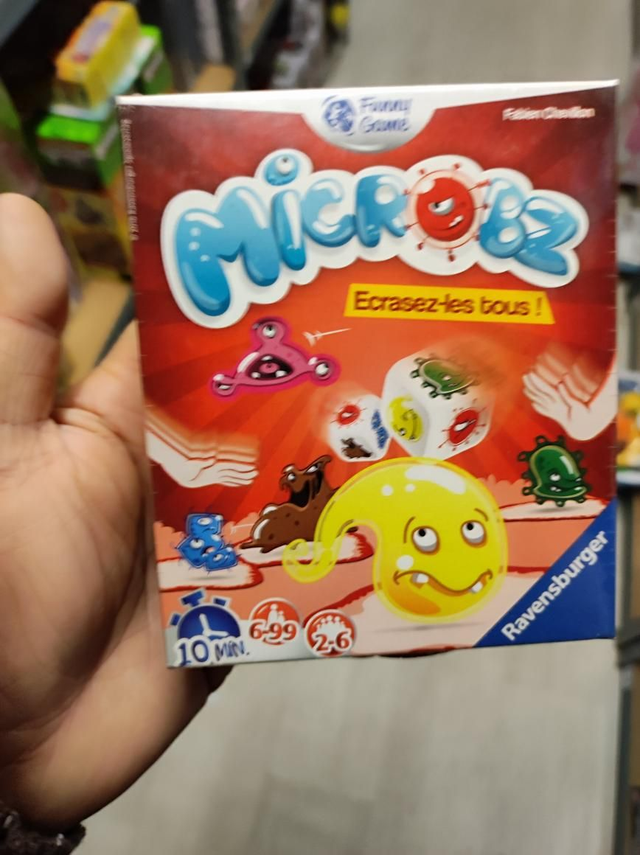 Funny
Game
Fabien Chevillon
MiCROBZ
Ecrasez-les tous !
Ravensburger
10 MIN.
6-99
2-6